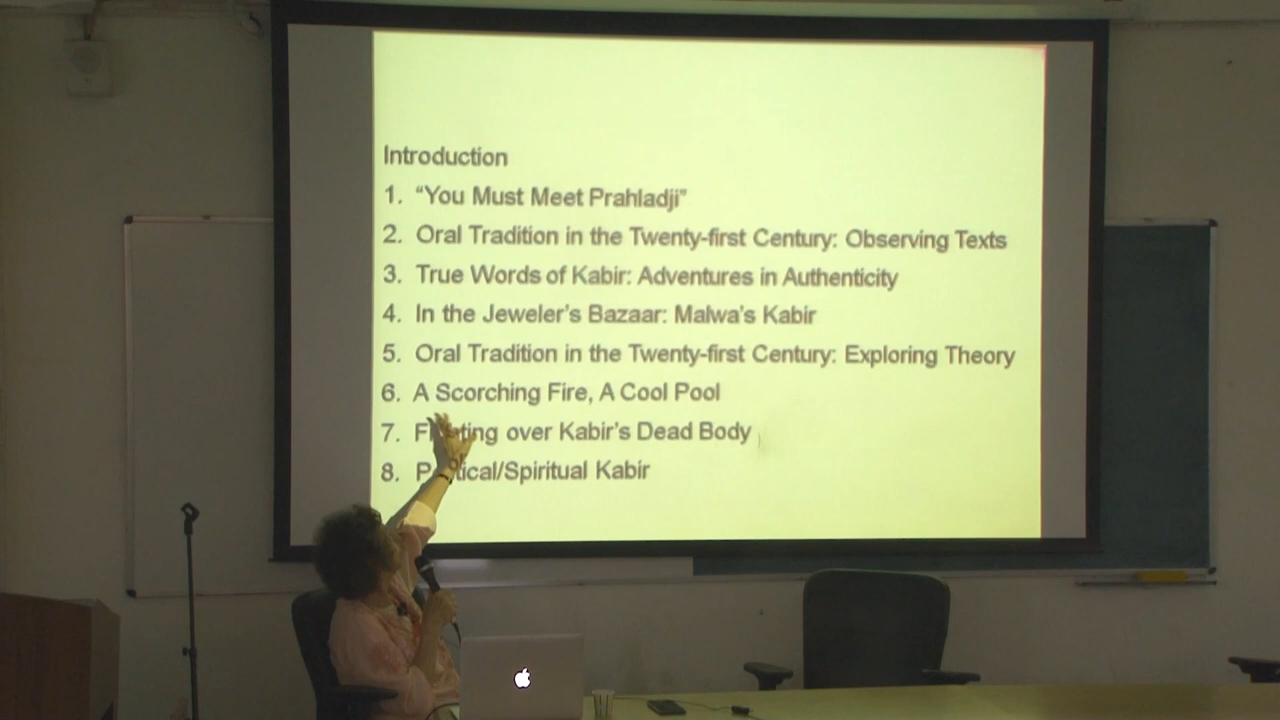 Introduction
1. “You Must Meet Prahladji”
2. Oral Tradition in the Twenty-first Century: Observing Texts
3. True Words of Kabir: Adventures in Authenticity
4. In the Jeweler’s Bazaar: Malwa’s Kabir
5. Oral Tradition in the Twenty-first Century: Exploring Theory
6. A Scorching Fire, A Cool Pool
7. over Kabir’s Dead Body
8. Kabir